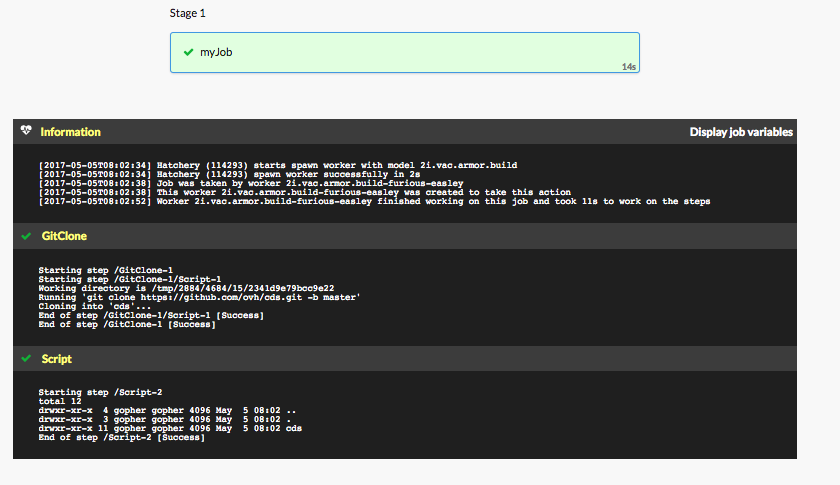 Stage 1
myJob
14s
Information
Display job variables
[2017-05-05T08:02:34] Hatchery (114293) starts spawn worker with model 2i.vac.armor.build
[2017-05-05T08:02:34] Hatchery (114293) spawn worker successfully in 2s
[2017-05-05T08:02:38] Job was taken by worker 2i.vac.armor.build-furious-easley
[2017-05-05T08:02:38] This worker 2i.vac.armor.build-furious-easley was created to take this action
[2017-05-05T08:02:52] Worker 2i.vac.armor.build-furious-easley finished working on this job and took 11s to work on the steps
GitClone
Starting step /GitClone-1
Starting step /GitClone-1/Script-1
Working directory is /tmp/2884/4684/15/2341d9e79bcc9e22
Running 'git clone https://github.com/ovh/cds.git -b master'
Cloning into 'cds'...
End of step /GitClone-1/Script-1 [Success]
End of step /GitClone-1 [Success]
Script
Starting step /Script-2
total 12
drwxr-xr-x  4 gopher gopher 4096 May  5 08:02 ..
drwxr-xr-x  3 gopher gopher 4096 May  5 08:02 .
drwxr-xr-x 11 gopher gopher 4096 May  5 08:02 cds
End of step /Script-2 [Success]